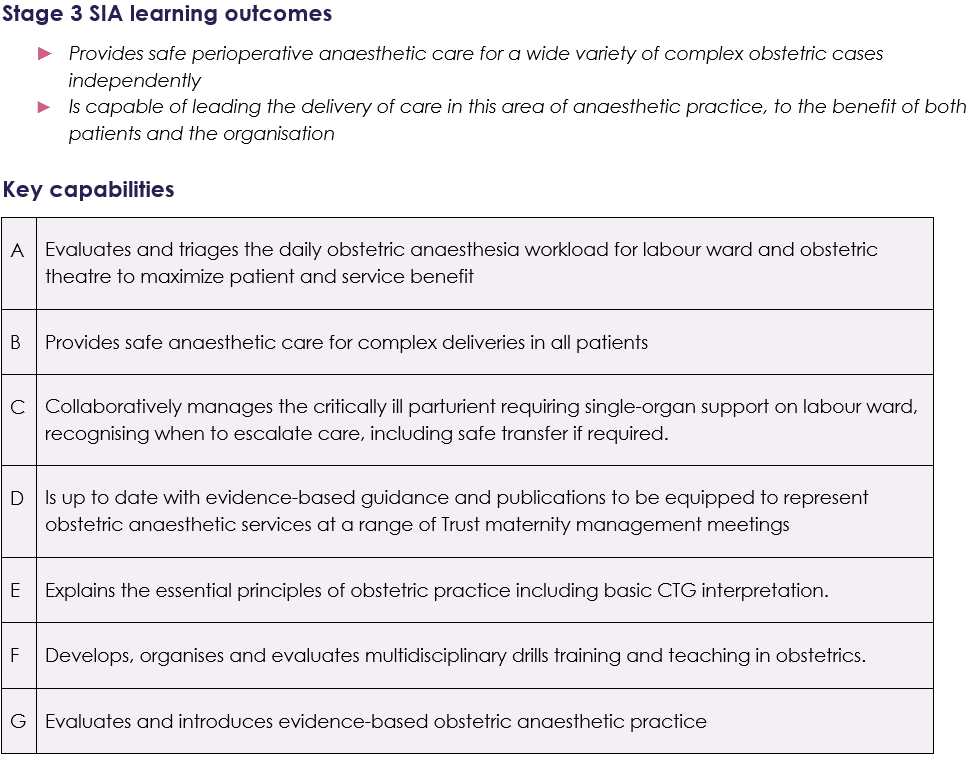 Stage 3 SIA learning outcomes
Provides safe perioperative anaesthetic care for a wide variety of complex obstetric cases
independently
Is capable of leading the delivery of care in this area of anaesthetic practice, to the benefit of both
patients and the organisation
Key capabilities
A Evaluates and triages the daily obstetric anaesthesia workload for labour ward and obstetric
theatre to maximize patient and service benefit
B Provides safe anaesthetic care for complex deliveries in all patients
C Collaboratively manages the critically ill parturient requiring single-organ support on labour ward,
recognising when to escalate care, including safe transfer if required.
D Is up to date with evidence-based guidance and publications to be equipped to represent
obstetric anaesthetic services at a range of Trust maternity management meetings
E Explains the essential principles of obstetric practice including basic CTG interpretation.
F Develops, organises and evaluates multidisciplinary drills training and teaching in obstetrics.
G Evaluates and introduces evidence-based obstetric anaesthetic practice